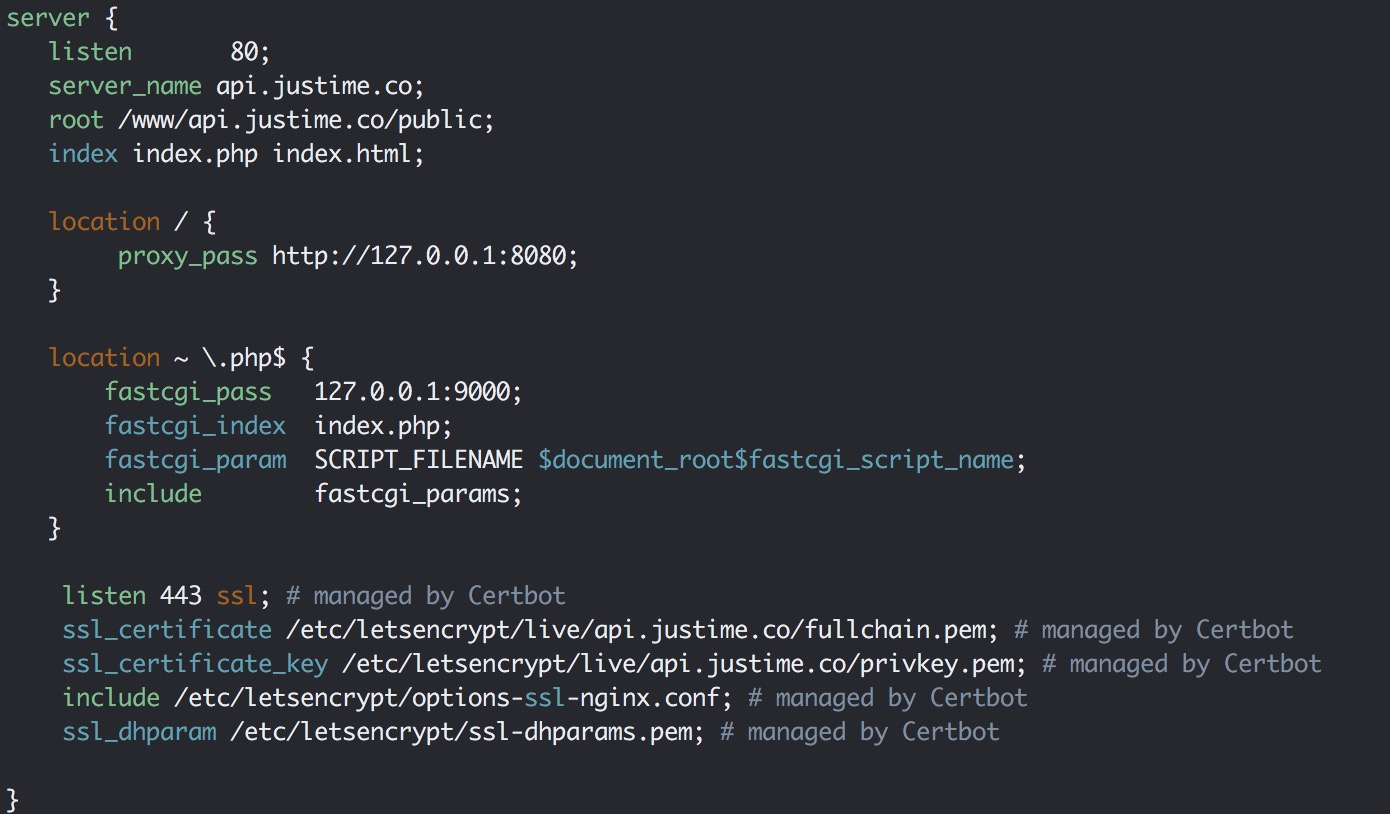 server {
   listen       80;
   server_name api.justime.co;
   root /www/api.justime.co/public;
   index index.php index.html;

   location / {
        proxy_pass http://127.0.0.1:8080;
   }

   location ~ \.php$ {
       fastcgi_pass   127.0.0.1:9000;
       fastcgi_index  index.php;
       fastcgi_param  SCRIPT_FILENAME $document_root$fastcgi_script_name;
       include        fastcgi_params;
   }

    listen 443 ssl; # managed by Certbot
    ssl_certificate /etc/letsencrypt/live/api.justime.co/fullchain.pem; # managed by Certbot
    ssl_certificate_key /etc/letsencrypt/live/api.justime.co/privkey.pem; # managed by Certbot
    include /etc/letsencrypt/options-ssl-nginx.conf; # managed by Certbot
    ssl_dhparam /etc/letsencrypt/ssl-dhparams.pem; # managed by Certbot

}